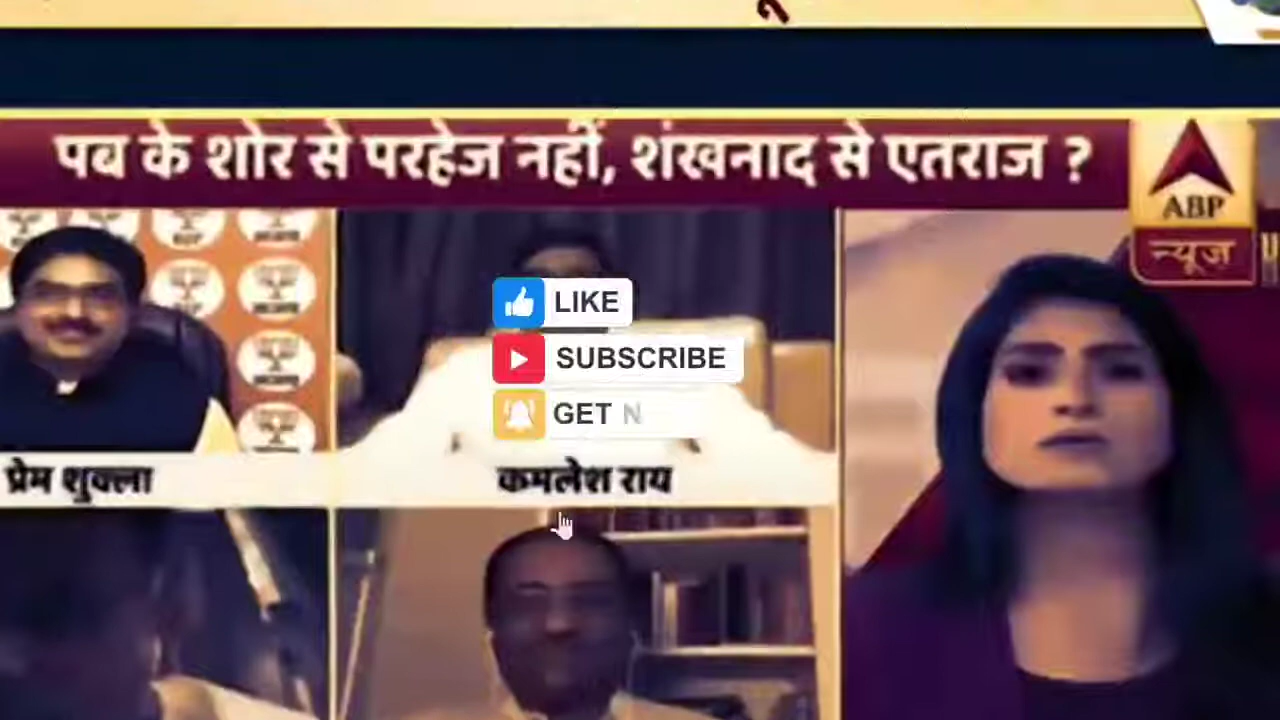 पब के शोर से परहेज नहीं, शंखनाद से एतराज ?
ABP
न्यूज़
LIKE
SUBSCRIBE
GET N
प्रेम शुक्ला
कमलेश राय